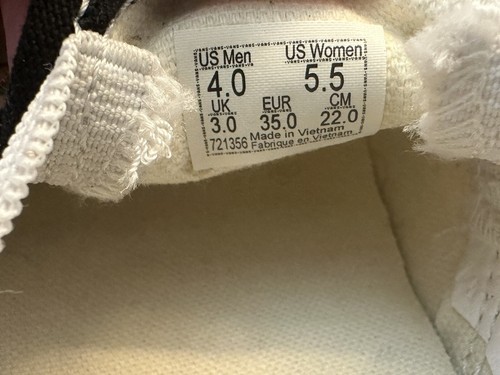 US Men US Women
4.0 5.5
UK EUR CM
3.0 35.0 22.0
721356 Made in Vietnam
Fabrique en Vietnam